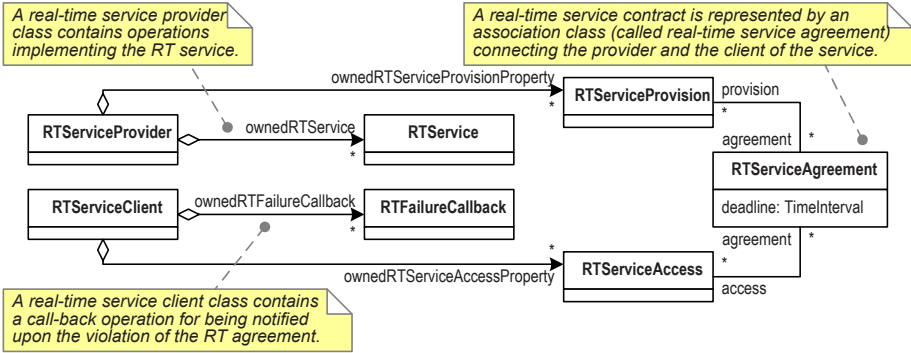 A real-time service provider
class contains operations
implementing the RT service.
A real-time service contract is represented by an
association class (called real-time service agreement)
connecting the provider and the client of the service.
ownedRTServiceProvisionProperty
*
RTServiceProvision
provision
*
RTServiceProvider
ownedRTService
*
RTService
agreement
*
RTServiceAgreement
deadline: TimeInterval
RTServiceClient
ownedRTFailureCallback
*
RTFailureCallback
agreement
*
*
ownedRTServiceAccessProperty
RTServiceAccess
*
access
A real-time service client class contains
a call-back operation for being notified
upon the violation of the RT agreement.